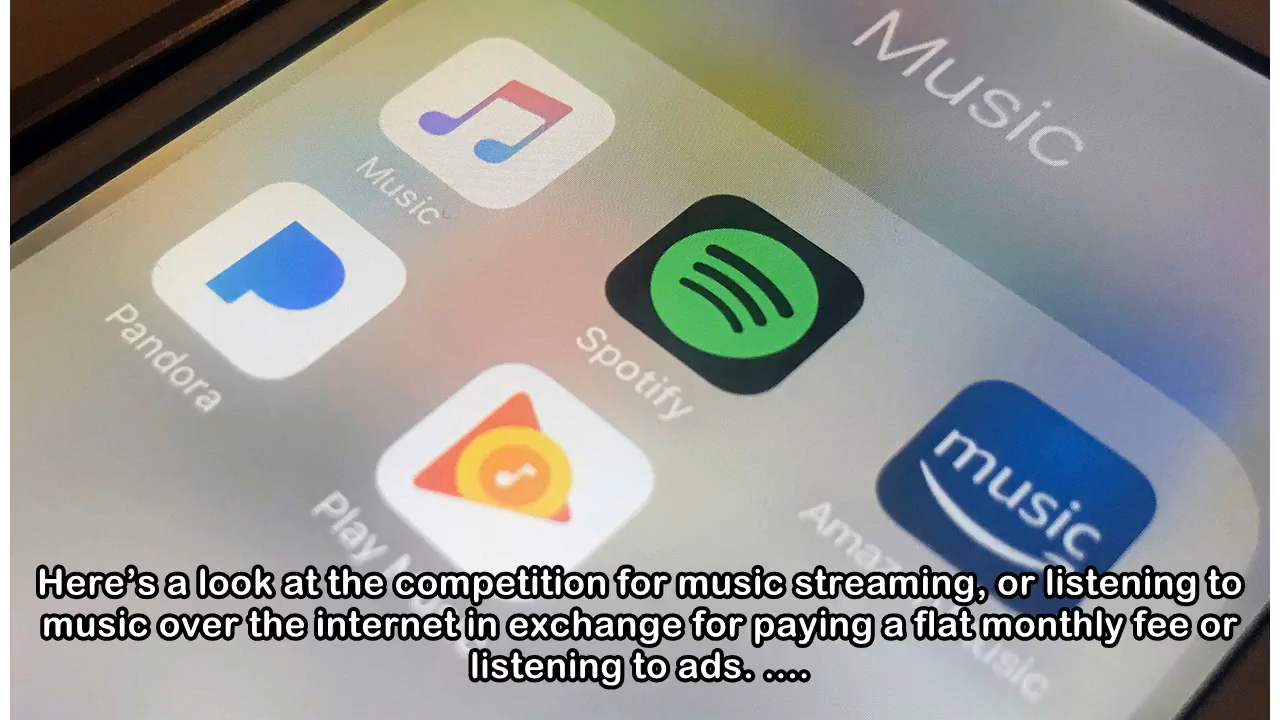 Music
Music
Pandora
Spotify
Play
music
Here’s a look at the competition for music streaming, or listening to
music over the internet in exchange for paying a flat monthly fee or
listening to ads. ....